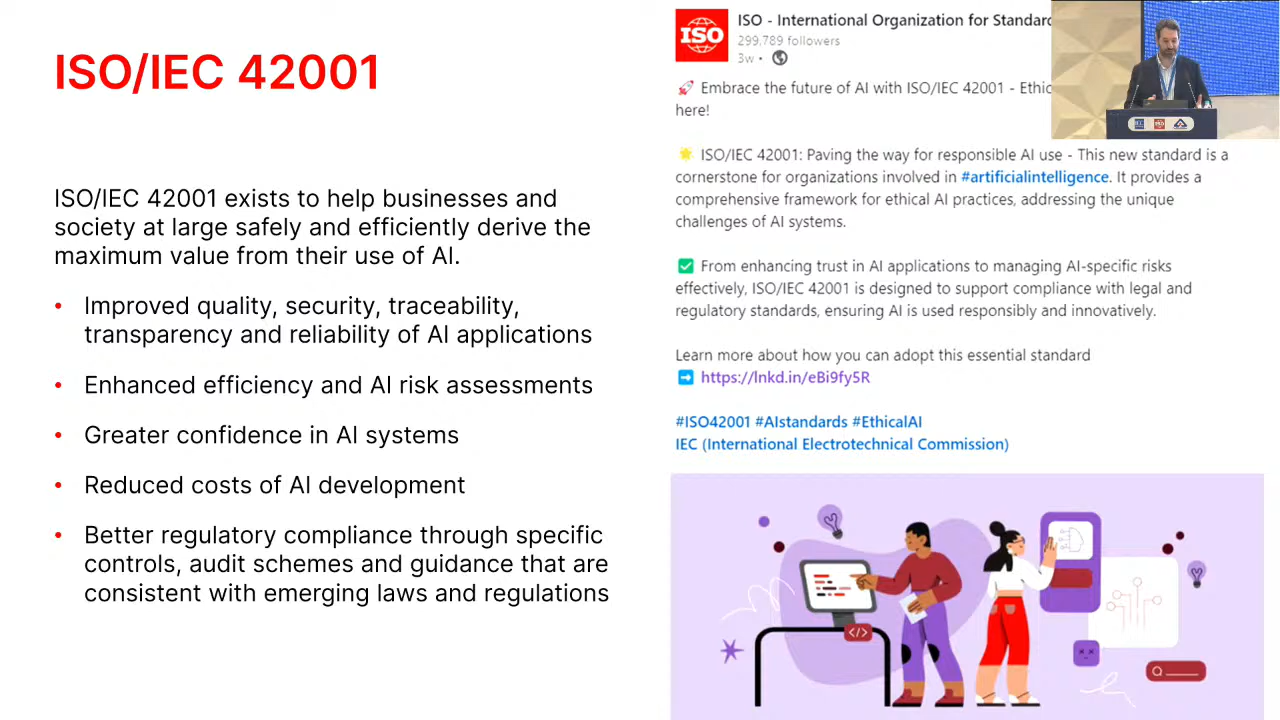 ISO/IEC 42001
ISO/IEC 42001 exists to help businesses and
society at large safely and efficiently derive the
maximum value from their use of AI.
• Improved quality, security, traceability,
transparency and reliability of AI applications
• Enhanced efficiency and AI risk assessments
• Greater confidence in AI systems
• Reduced costs of AI development
• Better regulatory compliance through specific
controls, audit schemes and guidance that are
consistent with emerging laws and regulations
ISO
ISO - International Organization for
299,789 followers
3w •
🚀 Embrace the future of AI with ISO/IEC 42001 -
here!
🌟 ISO/IEC 42001: Paving the way for responsible AI use - This new standard is a
cornerstone for organizations involved in #artificialintelligence. It provides a
comprehensive framework for ethical AI practices, addressing the unique
challenges of AI systems.
✅ From enhancing trust in AI applications to managing AI-specific risks
effectively, ISO/IEC 42001 is designed to support compliance with legal and
regulatory standards, ensuring AI is used responsibly and innovatively.
Learn more about how you can adopt this essential standard
➡️ https://lnkd.in/eBi9fy5R
#ISO42001 #AIstandards #EthicalAI
IEC (International Electrotechnical Commission)
IEC ISO
</>